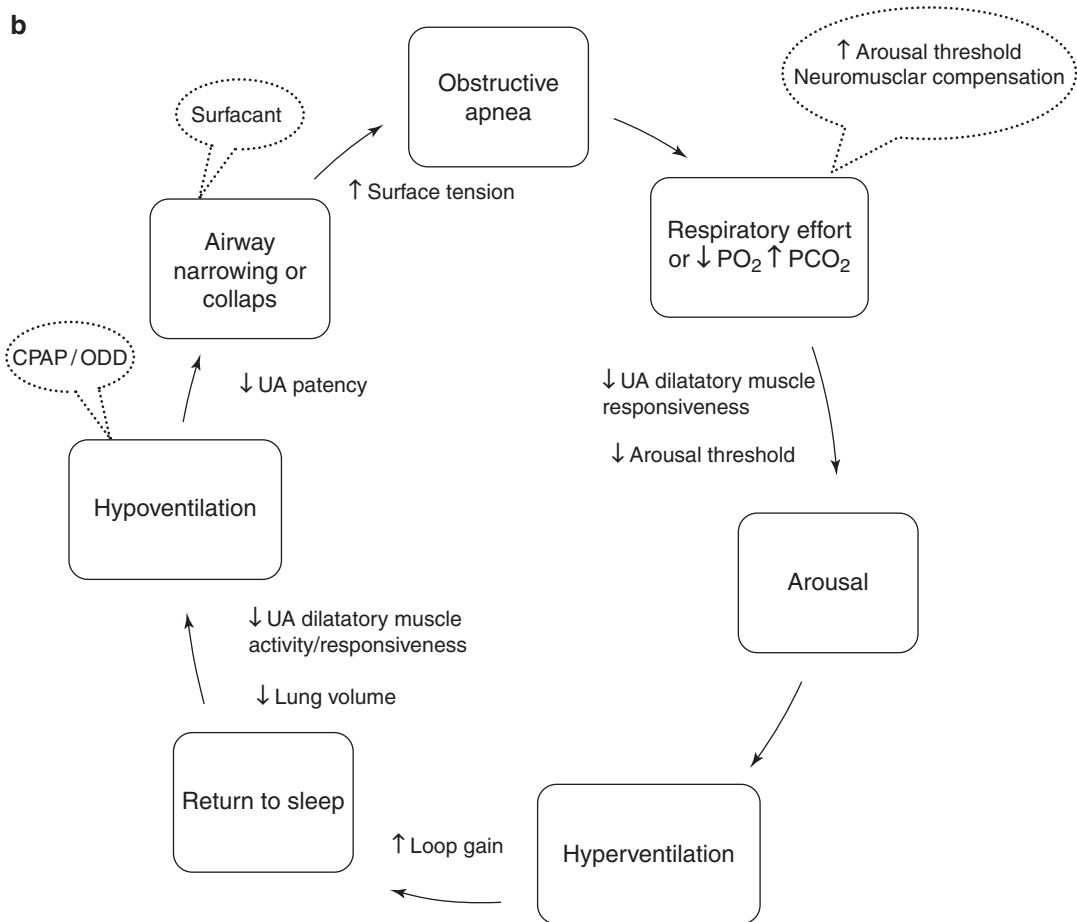 b
Obstructive
apnea
↑ Arousal threshold
Neuromusclar compensation
Surfacant
↑ Surface tension
Airway
narrowing or
collaps
Respiratory effort
or ↓ PO₂ ↑ PCO₂
CPAP / ODD
↓ UA patency
↓ UA dilatatory muscle
responsiveness
↓ Arousal threshold
Hypoventilation
Arousal
↓ UA dilatatory muscle
activity/responsiveness
↓ Lung volume
Return to sleep
↑ Loop gain
Hyperventilation